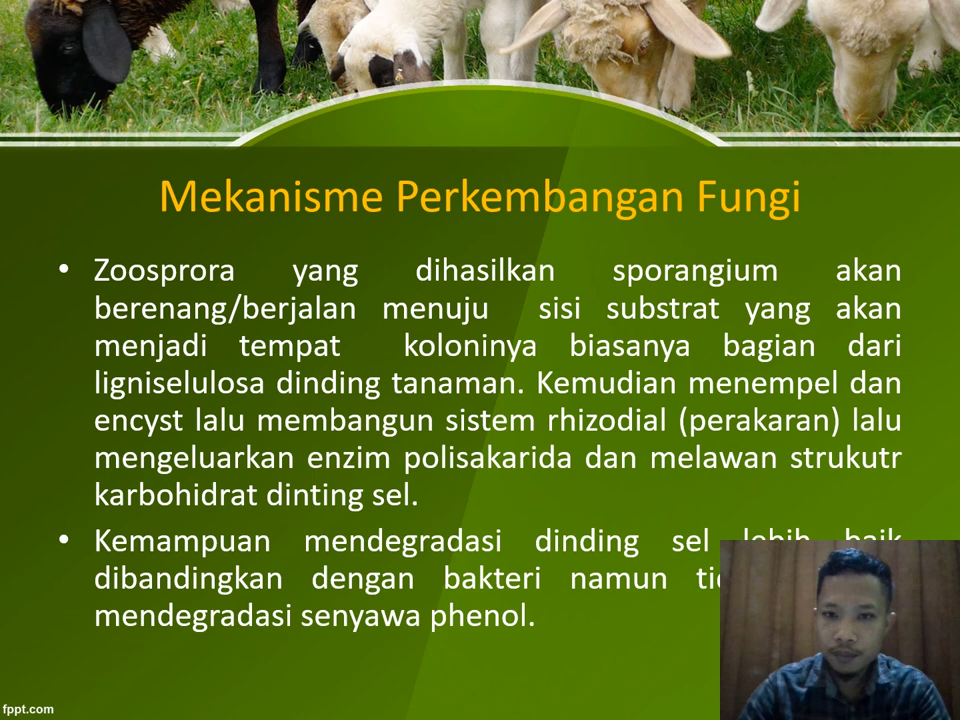 Mekanisme Perkembangan Fungi
• Zoosprora yang dihasilkan sporangium akan
berenang/berjalan menuju sisi substrat yang akan
menjadi tempat koloninya biasanya bagian dari
ligniselulosa dinding tanaman. Kemudian menempel dan
encyst lalu membangun sistem rhizodial (perakaran) lalu
mengeluarkan enzim polisakarida dan melawan strukutr
karbohidrat dinting sel.
• Kemampuan mendegradasi dinding sel lebih baik
dibandingkan dengan bakteri namun
mendegradasi senyawa phenol.
fppt.com